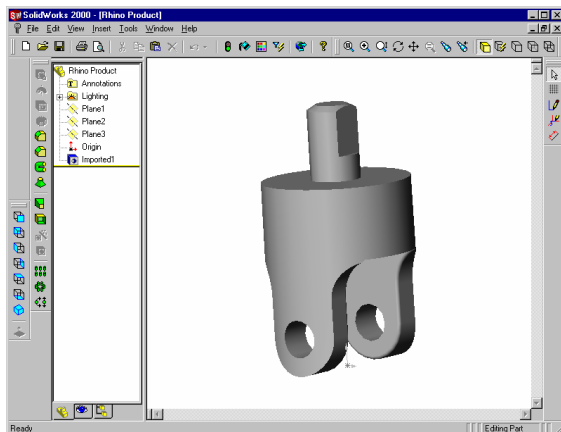 SolidWorks 2000 - [Rhino Product]
File Edit View Insert Tools Window Help
Rhino Product
Annotations
Lighting
Plane1
Plane2
Plane3
Origin
Imported1
Ready
Editing Part